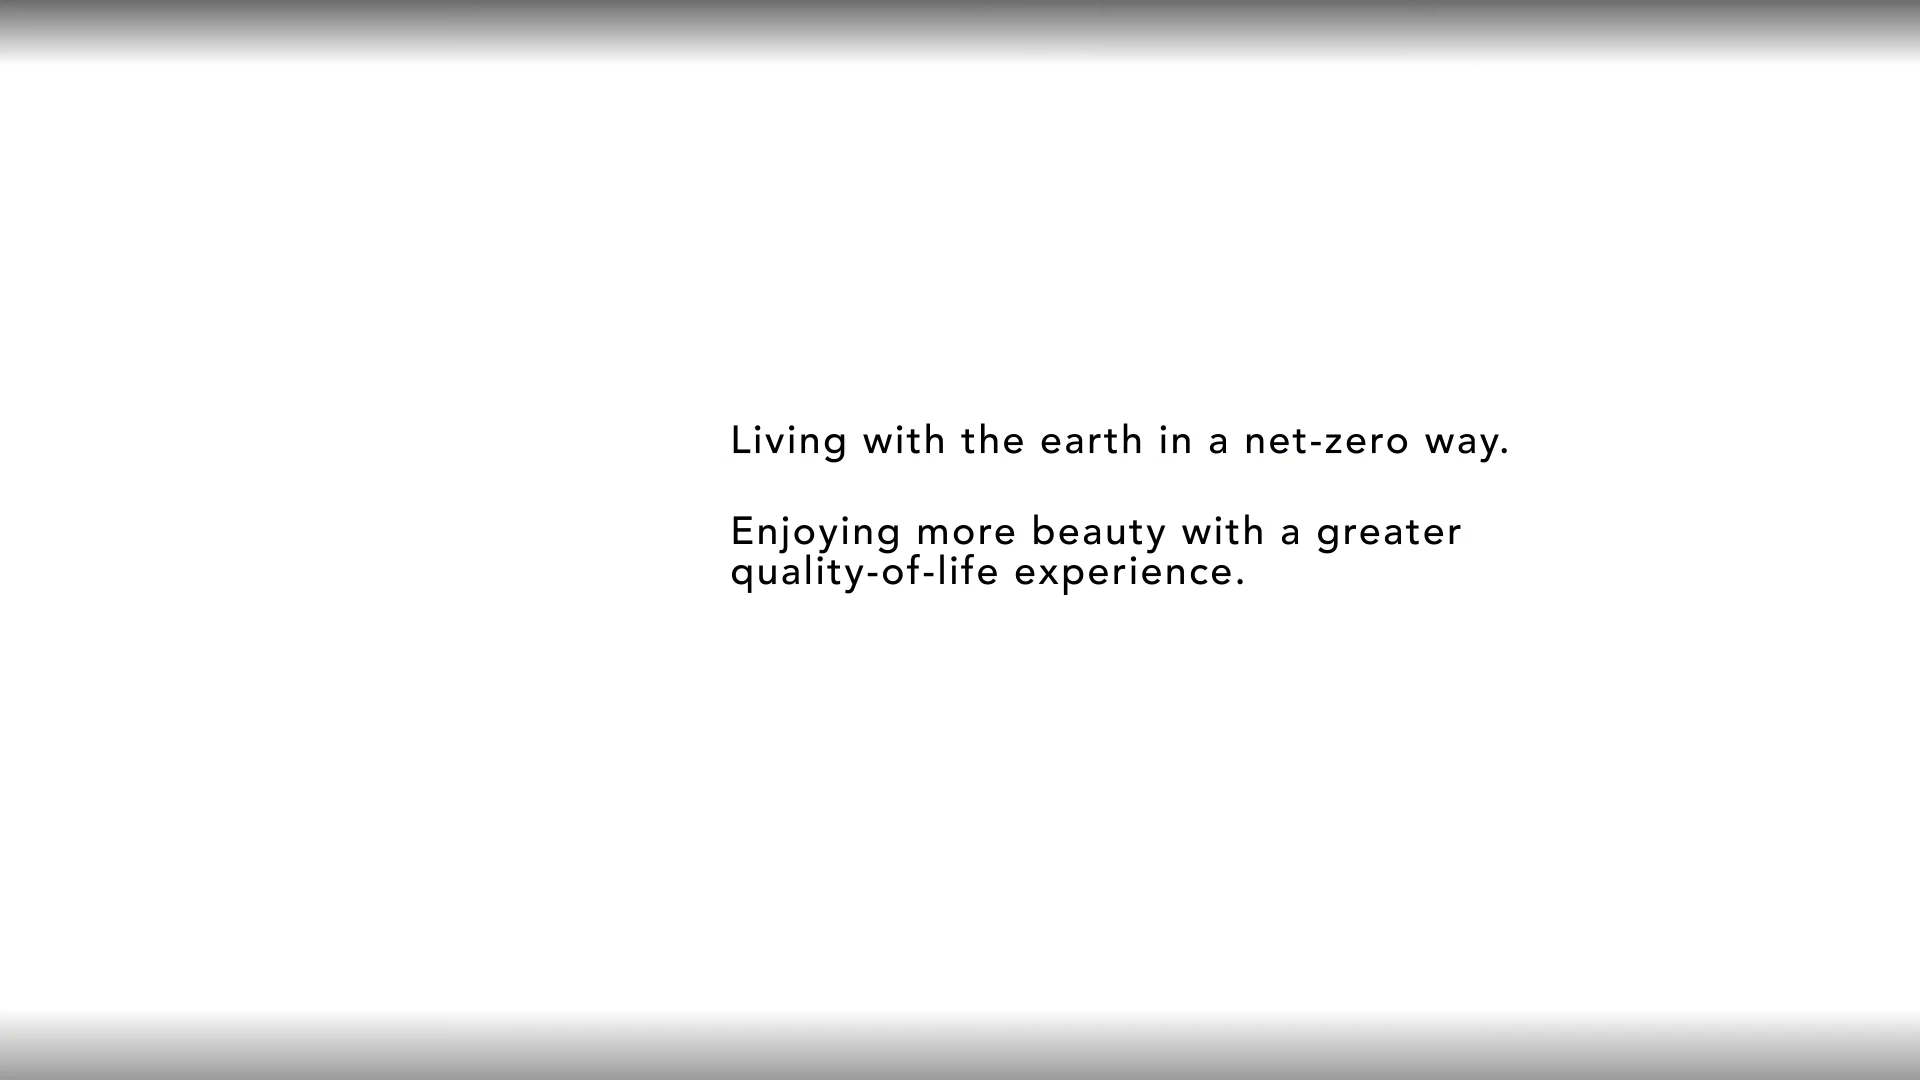 Living with the earth in a net-zero way.
Enjoying more beauty with a greater
quality-of-life experience.